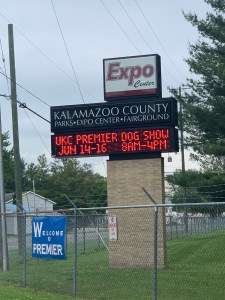 Expo
Center
KALAMAZOO COUNTY
PARKS•EXPO CENTER•FAIRGROUND
UKC PREMIER DOG SHOW
JUN 14-16 8AM-4PM
WELCOME
to
PREMIER